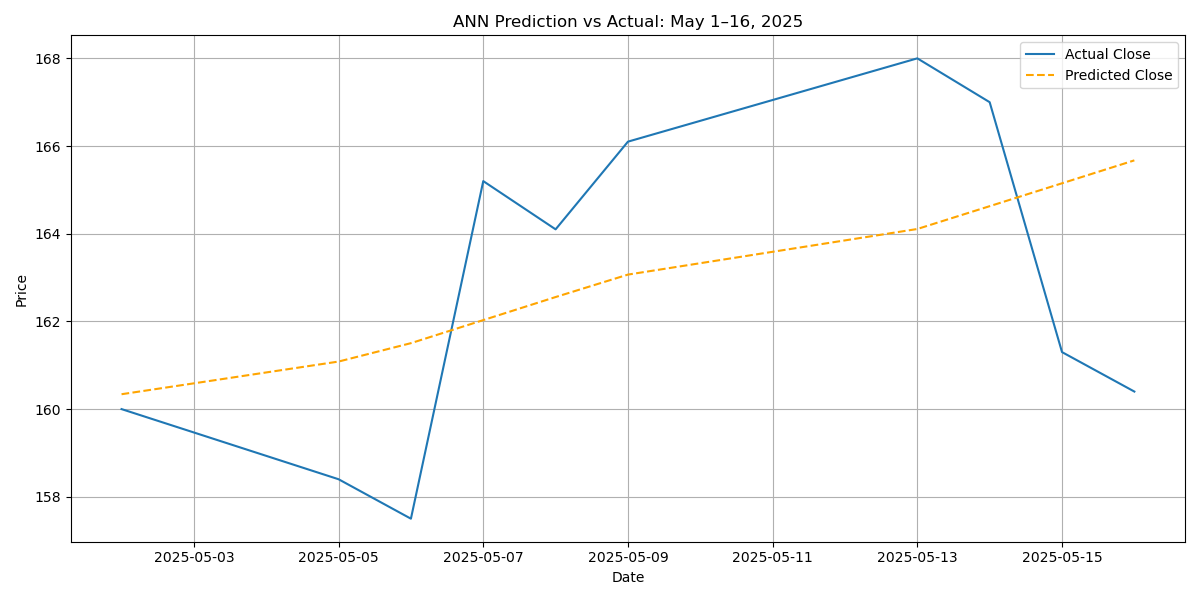 ANN Prediction vs Actual: May 1–16, 2025
Actual Close
Predicted Close
168
166
164
162
160
158
Price
2025-05-03
2025-05-05
2025-05-07
2025-05-09
2025-05-11
2025-05-13
2025-05-15
Date